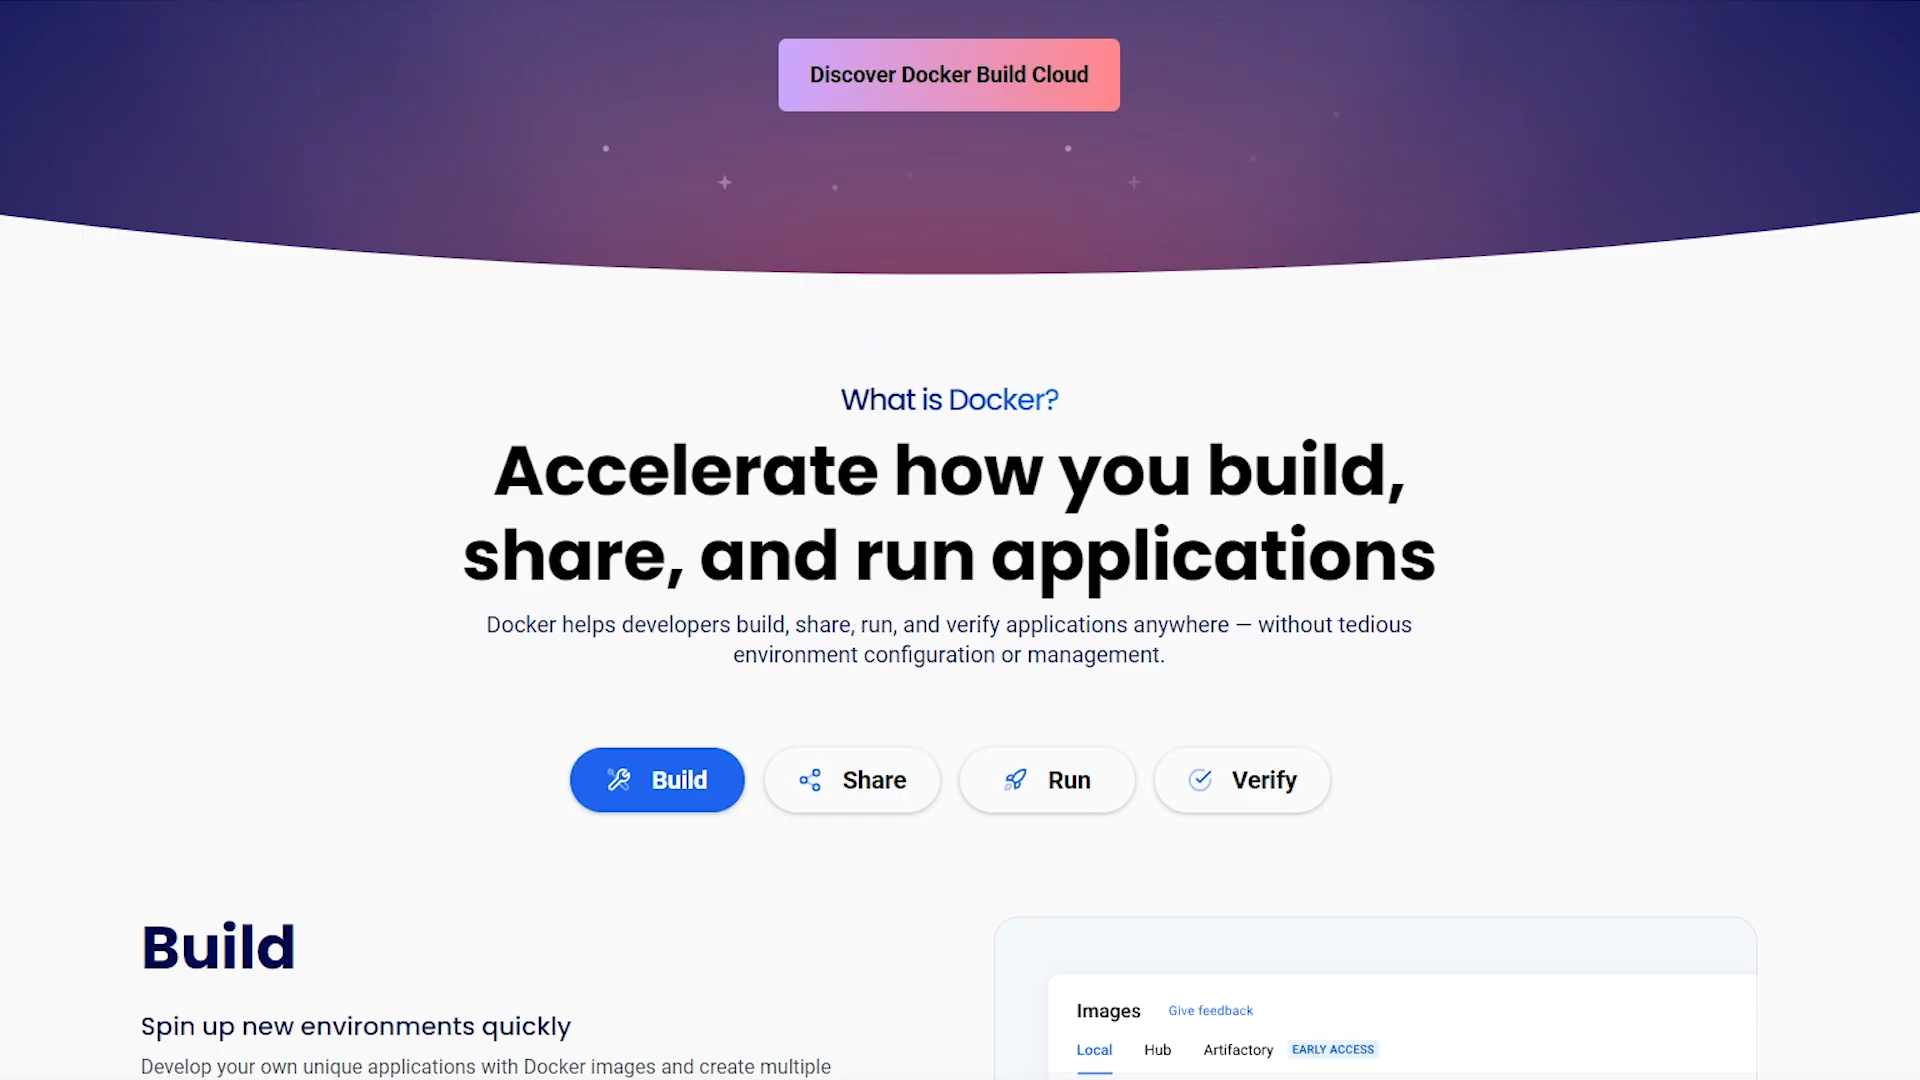 Discover Docker Build Cloud
What is Docker?
Accelerate how you build,
share, and run applications
Docker helps developers build, share, run, and verify applications anywhere — without tedious
environment configuration or management.
Build
Share
Run
Verify
Build
Spin up new environments quickly
Develop your own unique applications with Docker images and create multiple
Images
Give feedback
Local
Hub
Artifactory
EARLY ACCESS